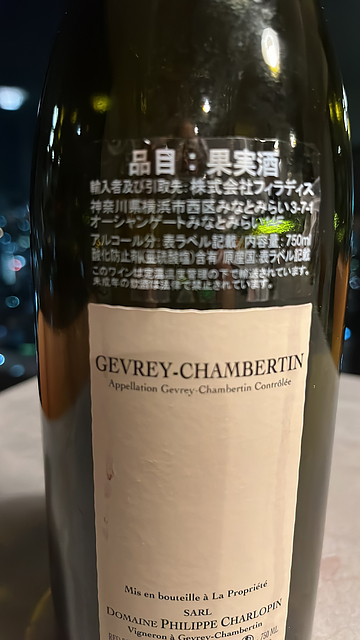 品目：果実酒
輸入者及び引取先：株式会社フィラディス
神奈川県横浜市西区みなとみらい3-7-1
オーシャンゲートみなとみらい
アルコール分：表ラベル記載 内容量：750ml
酸化防止剤(亜硫酸塩)含有 原産国：表ラベル記載
このワインは定温温度管理の下で輸送されています。
未成年の飲酒は法律で禁止されています。
GEVREY-CHAMBERTIN
Appellation Gevrey-Chambertin Contrôlée
Mis en bouteille à La Propriété
SARL
DOMAINE PHILIPPE CHARLOPIN
Vigneron à Gevrey-Chambertin
750 ML